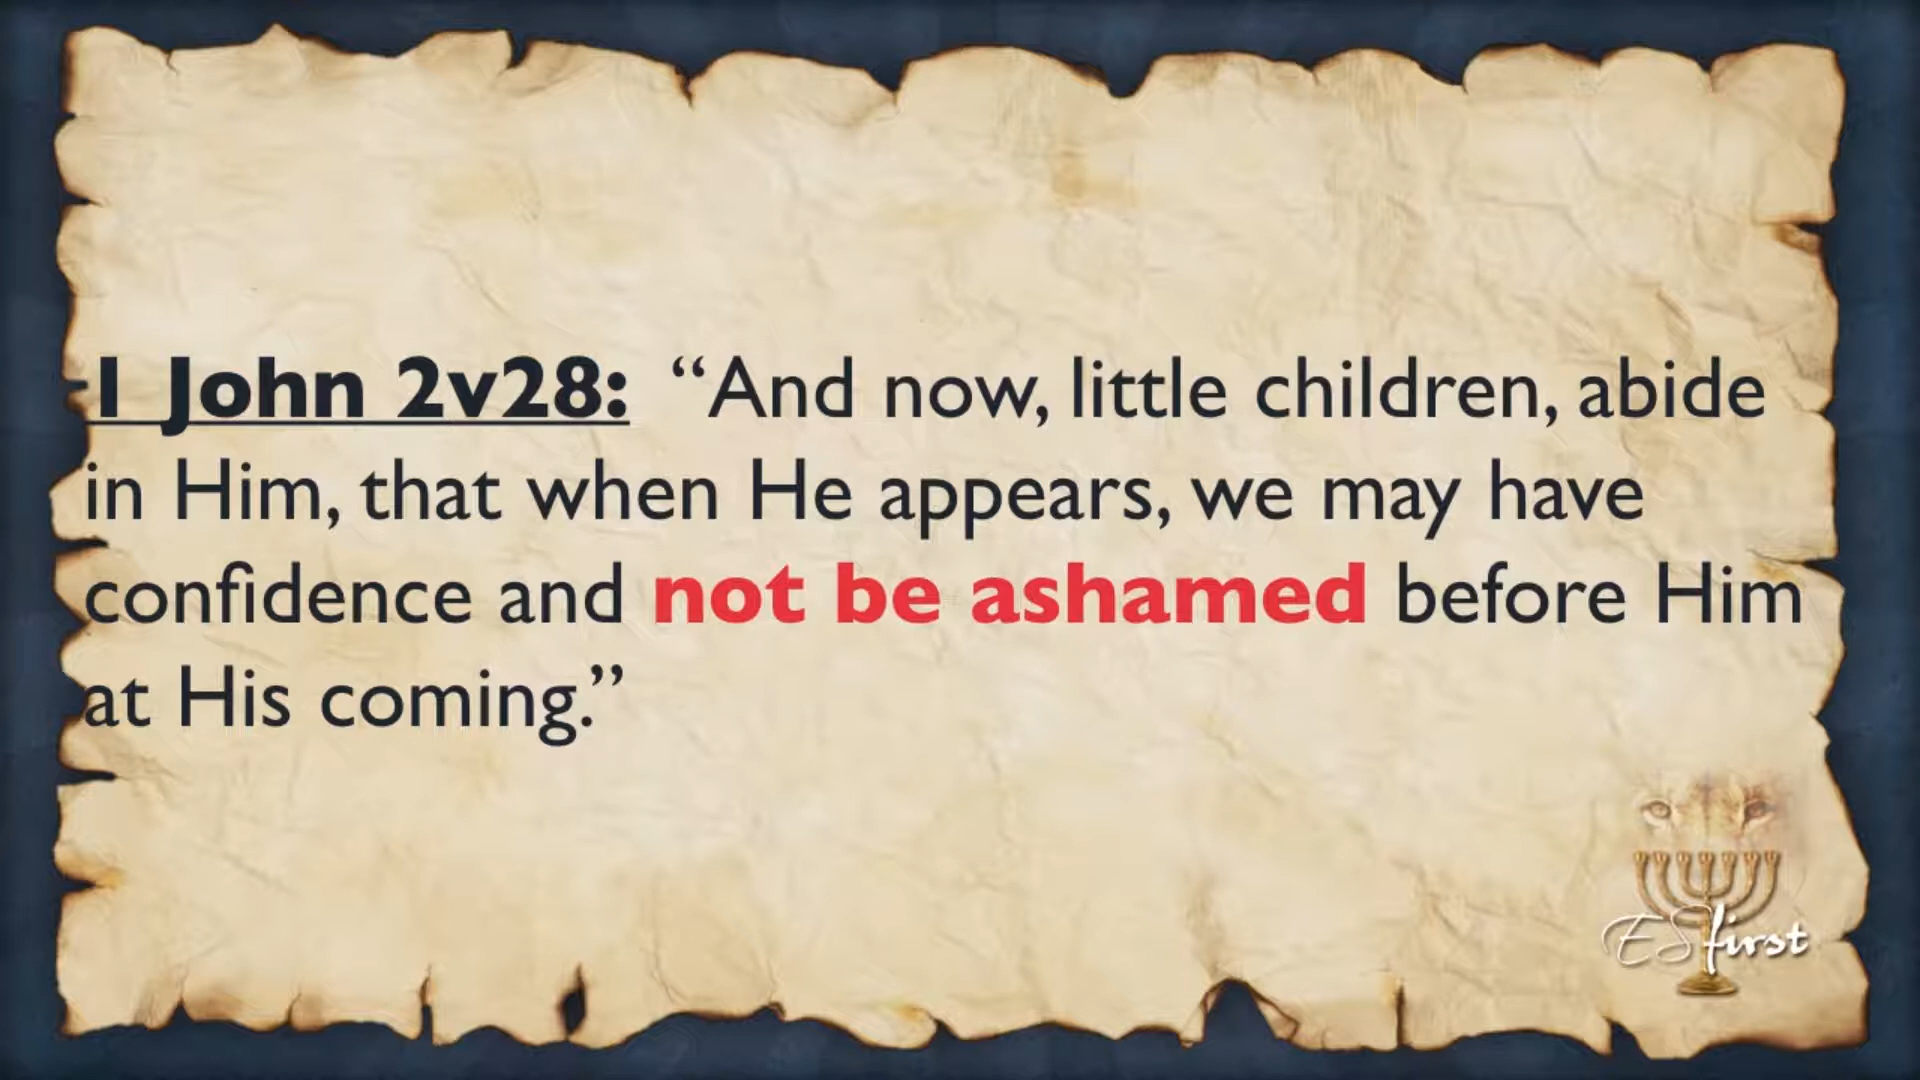 1 John 2v28: “And now, little children, abide
in Him, that when He appears, we may have
confidence and not be ashamed before Him
at His coming.”
ES first